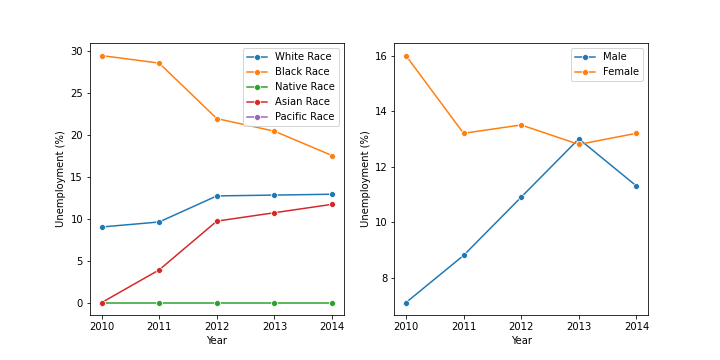 Unemployment (%)
30
25
20
15
10
5
0
2010 2011 2012 2013 2014
Year
White Race
Black Race
Native Race
Asian Race
Pacific Race
Unemployment (%)
16
14
12
10
8
2010 2011 2012 2013 2014
Year
Male
Female